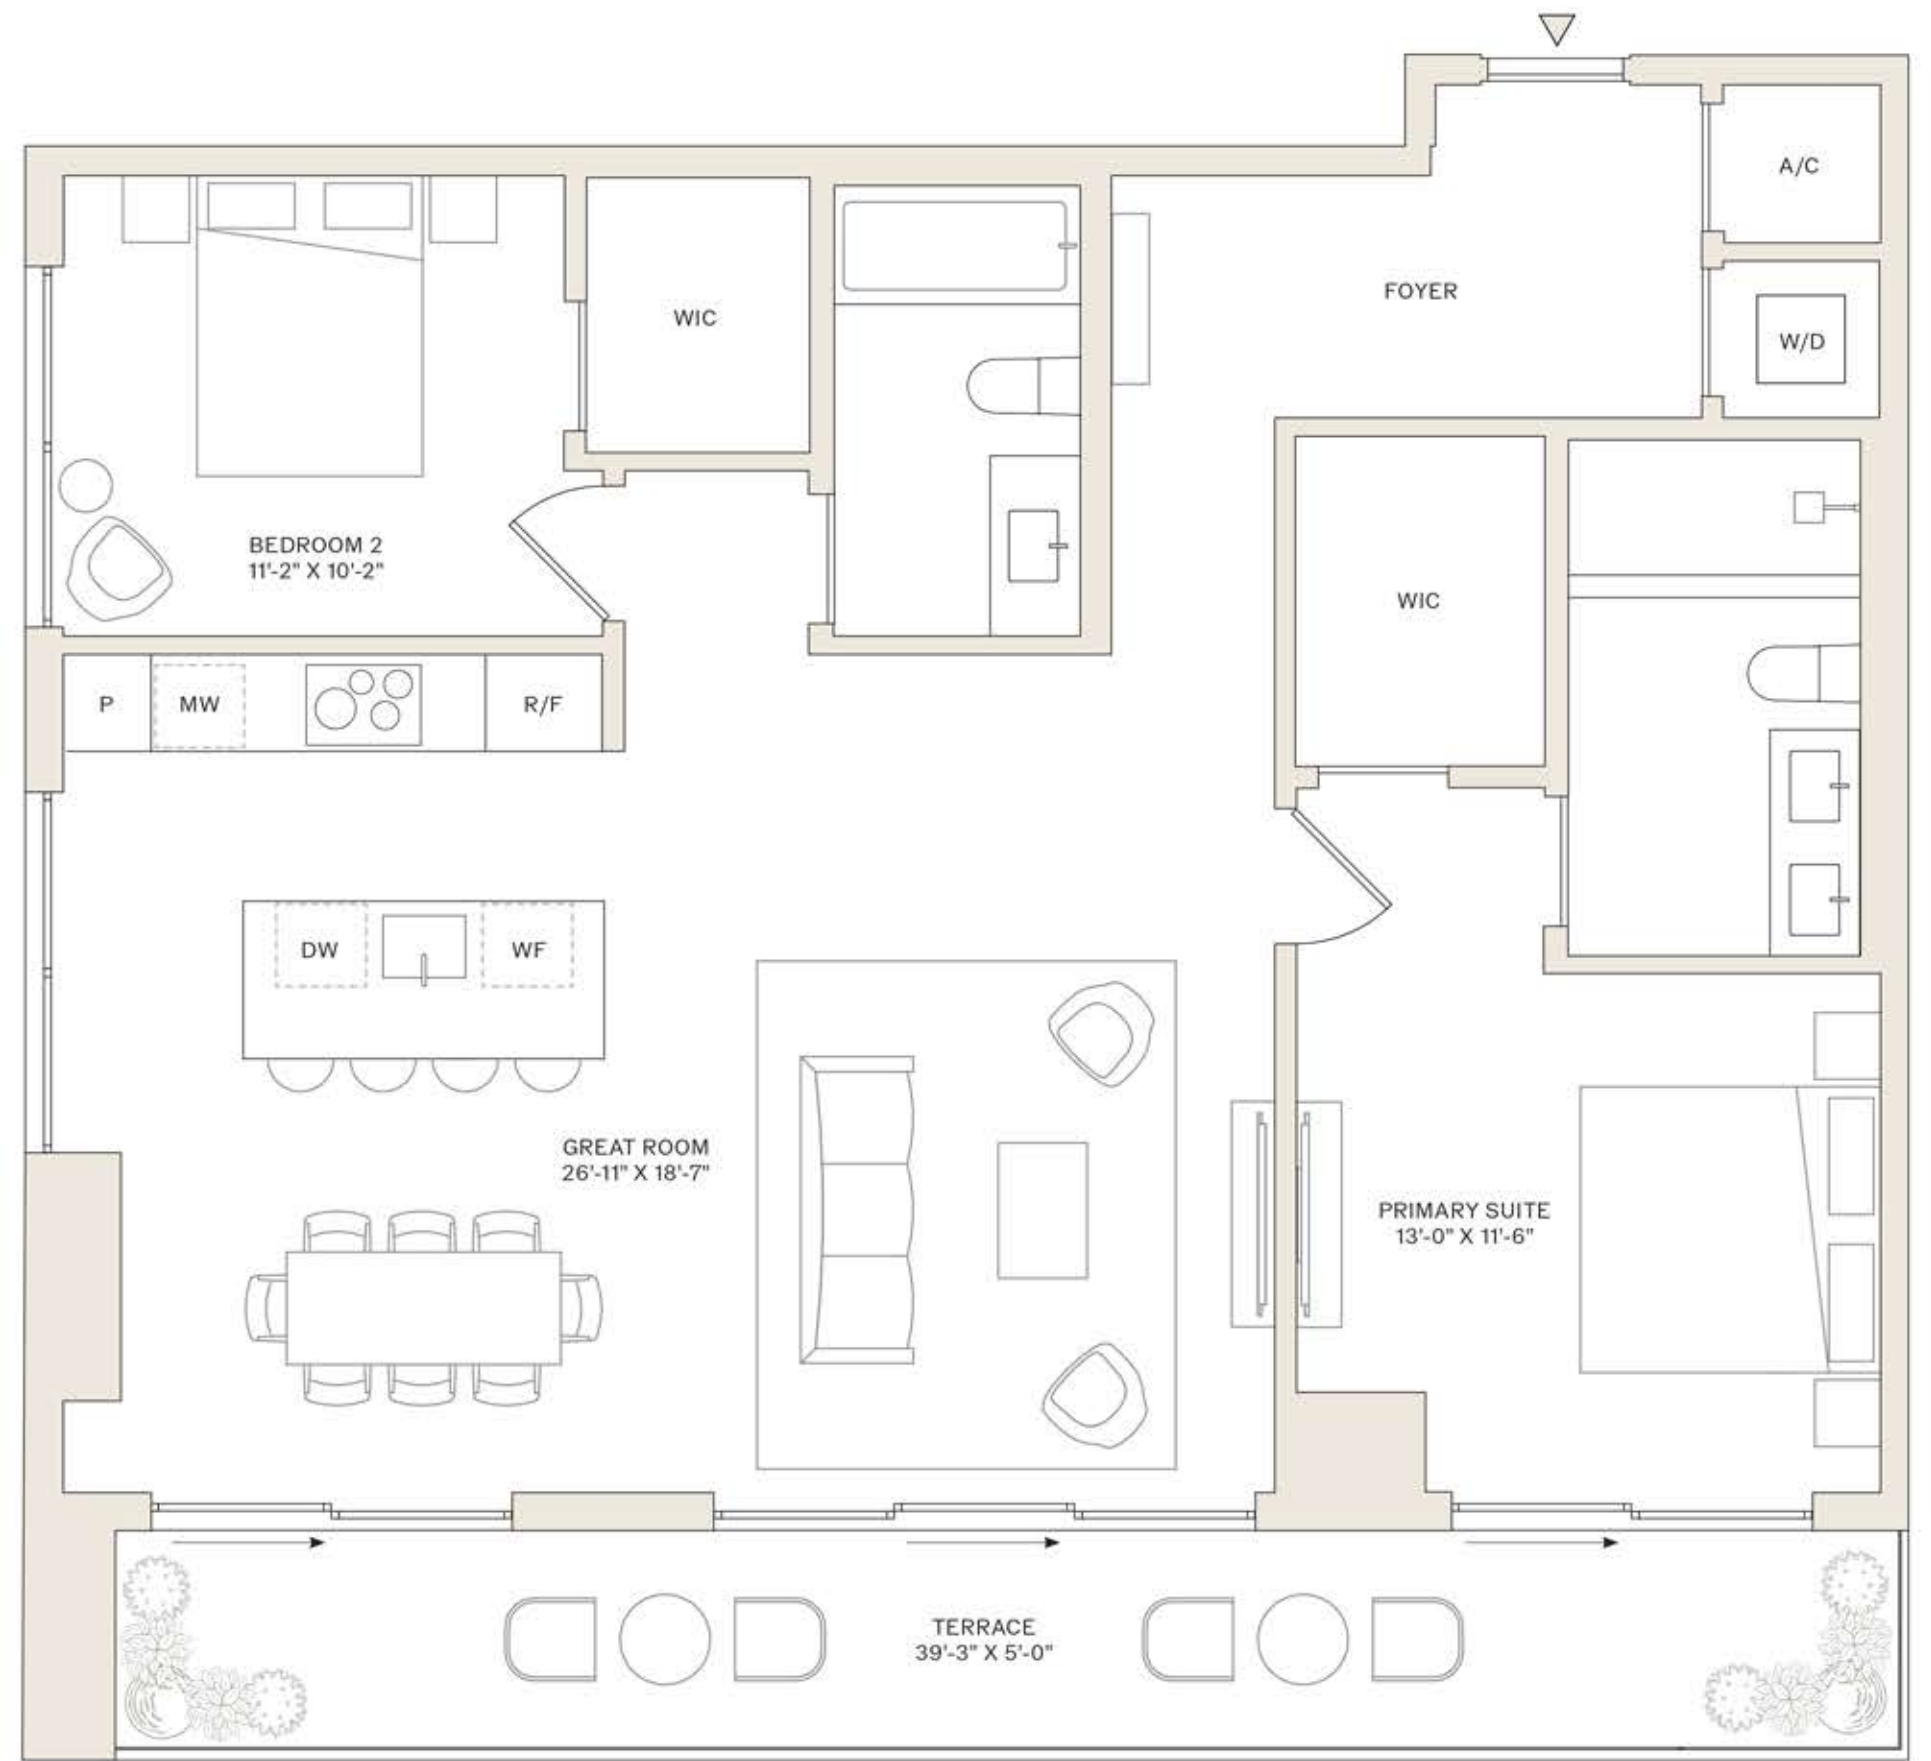 A/C
FOYER
WIC
W/D
BEDROOM 2
11'-2" X 10'-2"
WIC
P
MW
R/F
DW
WF
GREAT ROOM
26'-11" X 18'-7"
PRIMARY SUITE
13'-0" X 11'-6"
TERRACE
39'-3" X 5'-0"